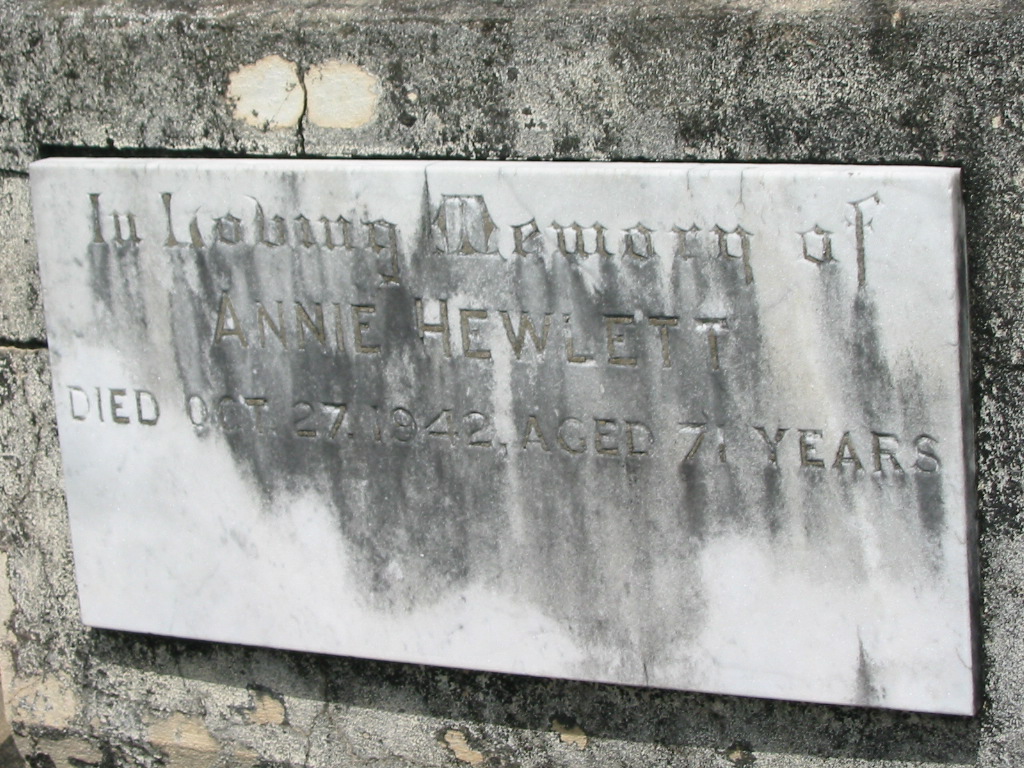 In Loving Memory of
ANNIE HEWLETT
DIED OCT. 27. 1942, AGED 71 YEARS